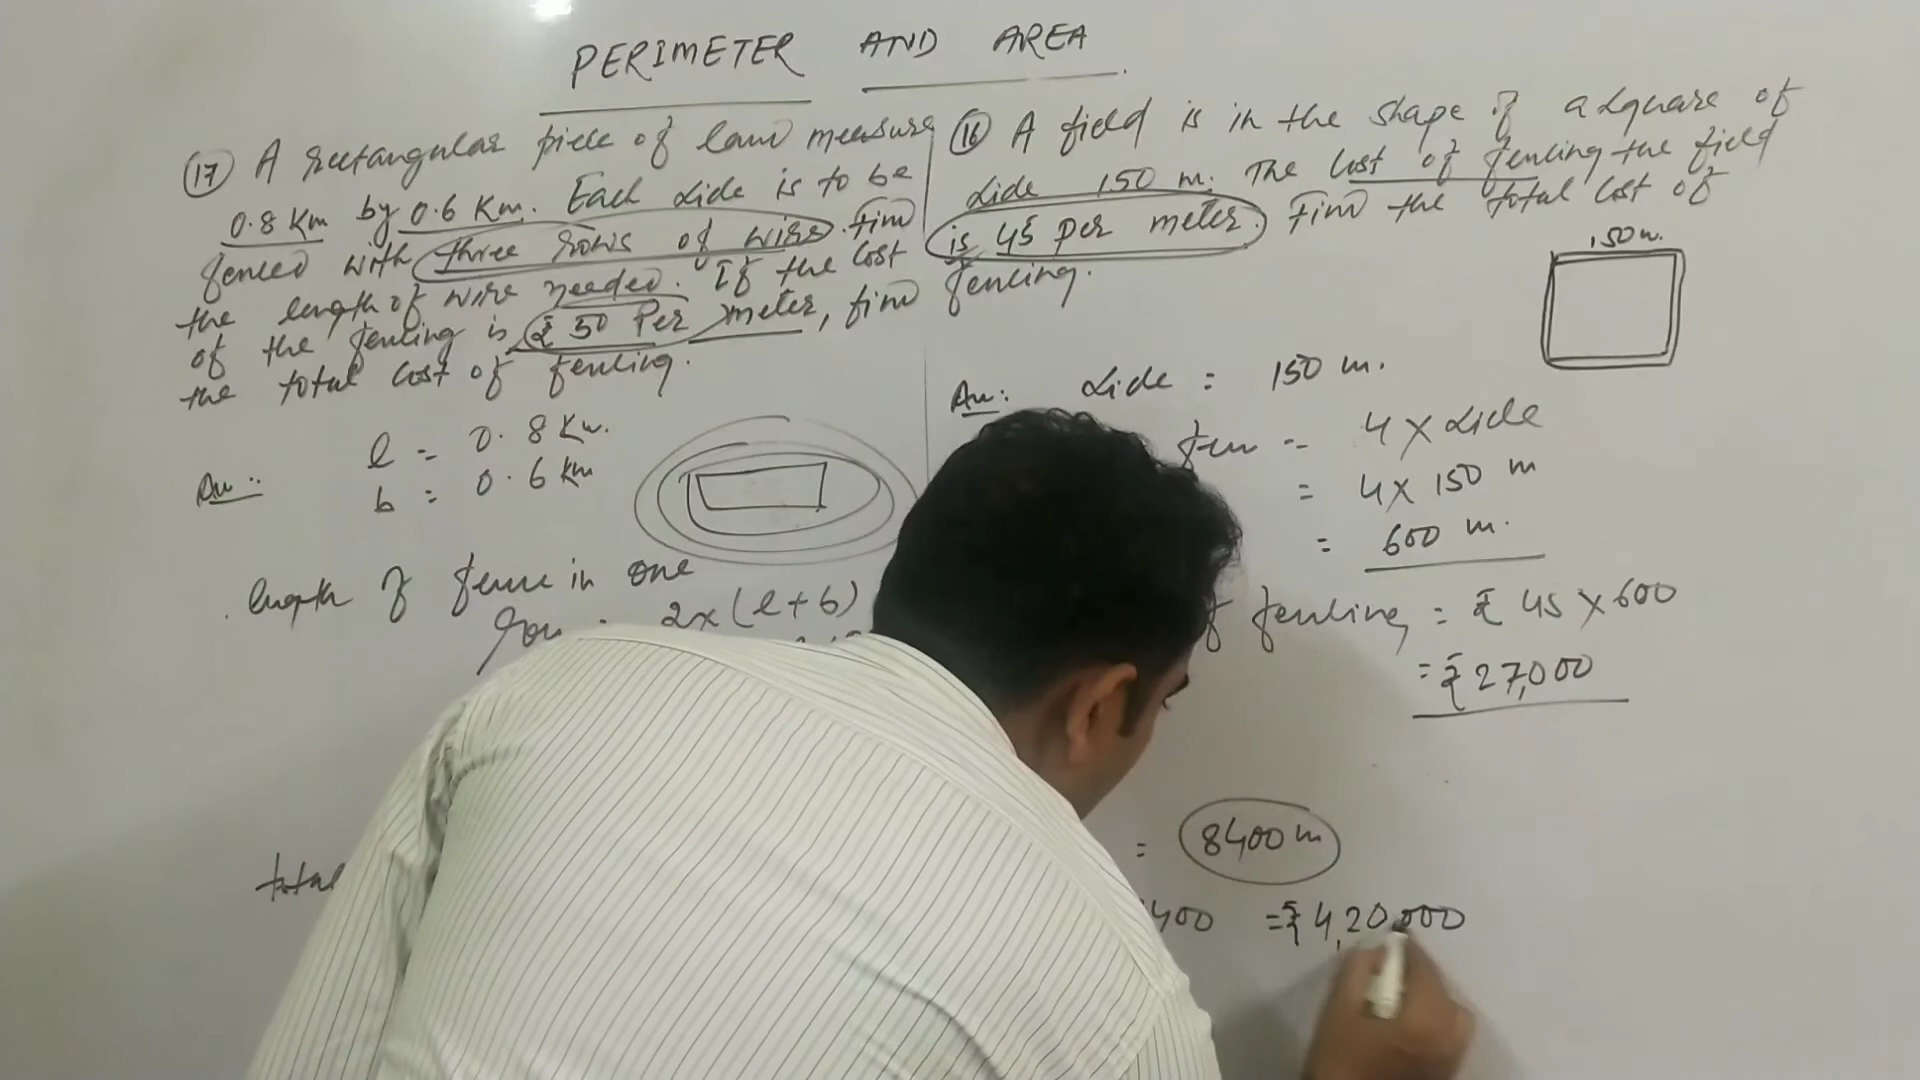 PERIMETER AND AREA
(17) A rectangular piece of land measure
0.8 Km by 0.6 Km. Each side is to be
fenced with three rows of wire. Find
the length of wire needed. If the cost
of the fencing is ₹ 50 Per meter, find
the total cost of fencing.
Ans:
l = 0.8 Km.
b = 0.6 km
length of fence in one
row = 2x(l+b)
total
= 8400 m
400 = ₹ 4,20,000
(16) A field is in the shape of a square of
side 150 m. The cost of fencing the field
is 45 per meter. Find the total cost of
fencing.
150 m.
Ans: side = 150 m.
= 4 x side
= 4 x 150 m
= 600 m.
of fencing = ₹ 45 x 600
= ₹ 27,000